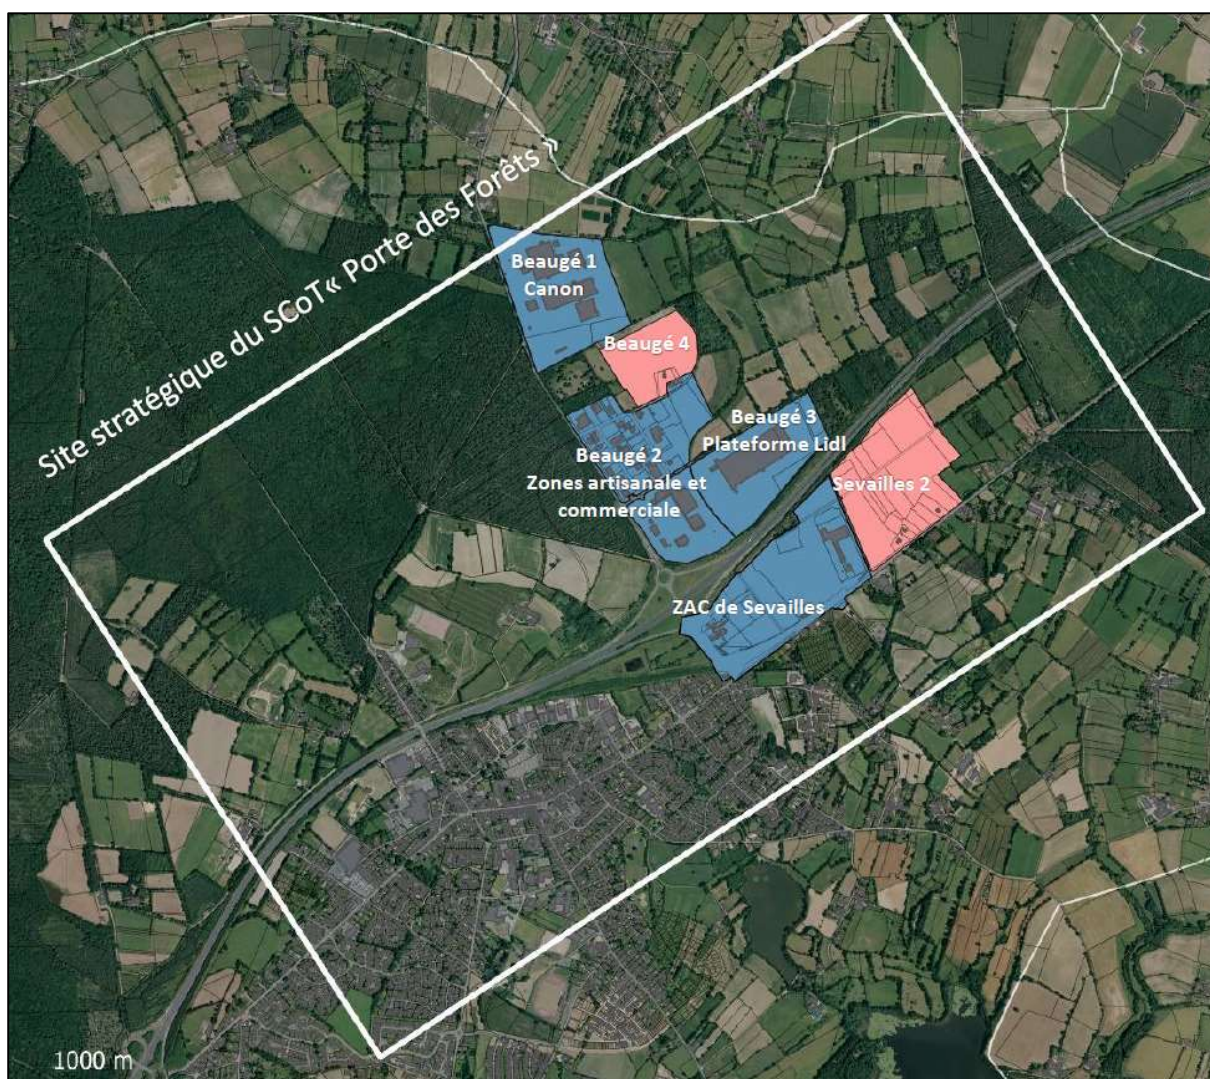 Site stratégique du SCoT« Porte des Forêts »
Beaugé 1
Canon
Beaugé 4
Beaugé 3
Plateforme Lidl
Beaugé 2
Zones artisanale et
commerciale
Sevailles 2
ZAC de Sevailles
1000 m